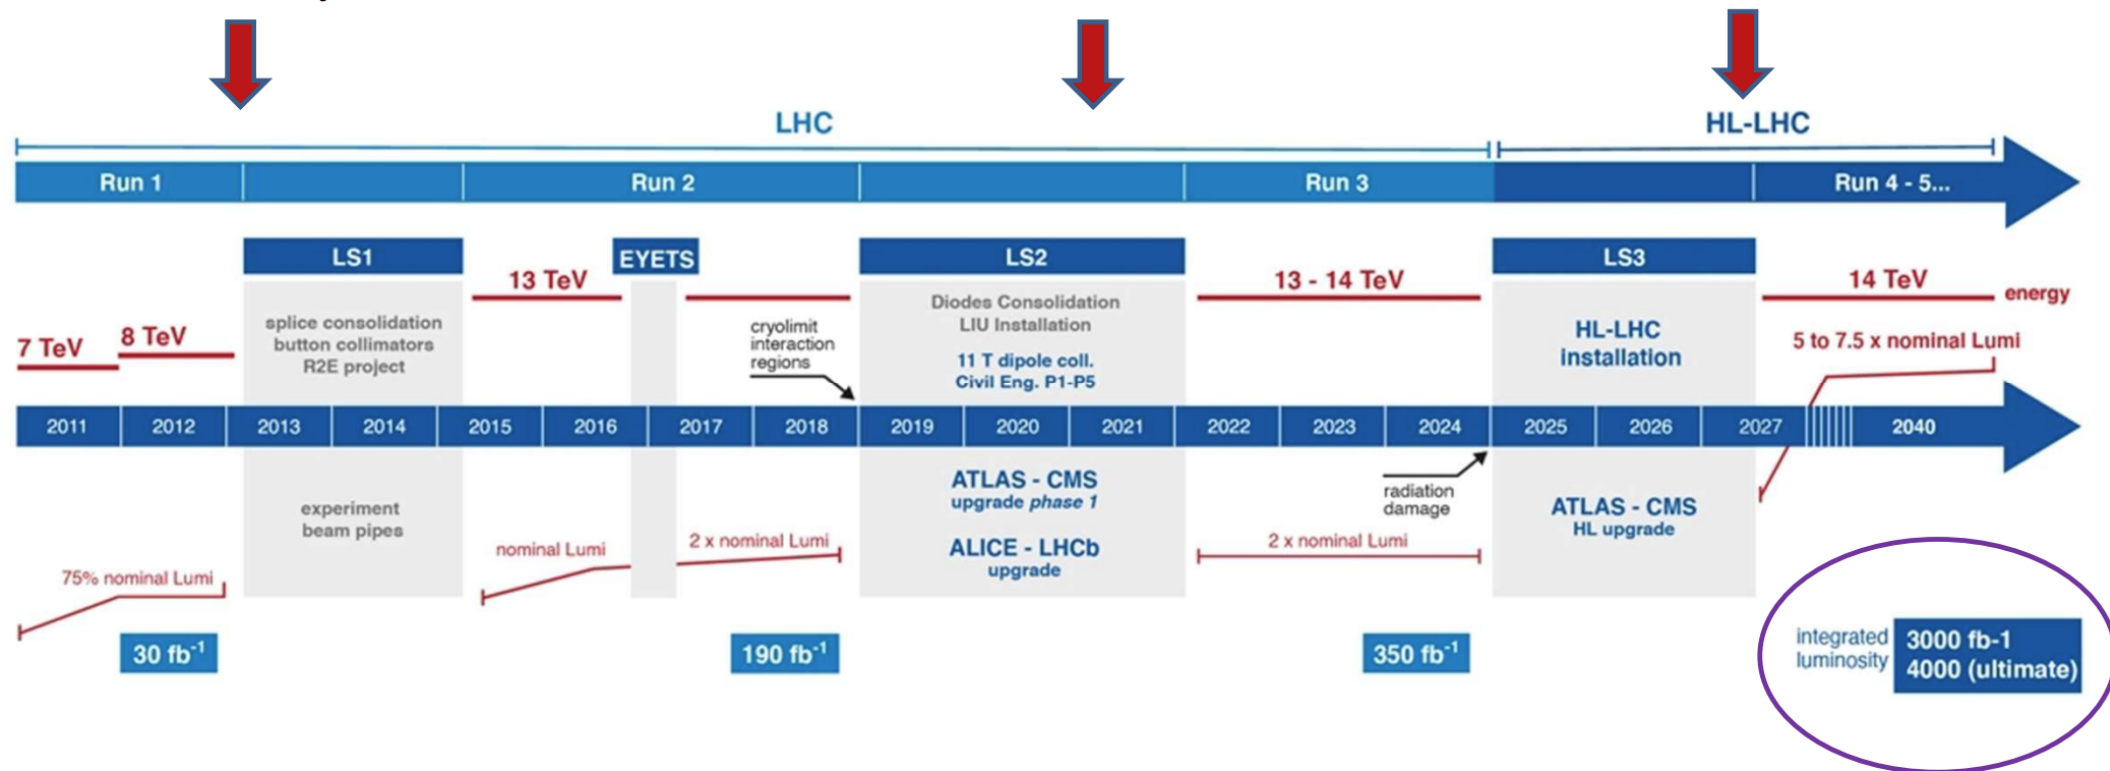 LHC
HL-LHC
Run 1
Run 2
Run 3
Run 4 - 5...
LS1
EYETS
LS2
LS3
13 TeV
13 - 14 TeV
14 TeV
energy
7 TeV
8 TeV
splice consolidation
button collimators
R2E project
cryolimit
interaction
regions
Diodes Consolidation
LIU Installation
11 T dipole coll.
Civil Eng. P1-P5
HL-LHC
installation
5 to 7.5 x nominal Lumi
2011
2012
2013
2014
2015
2016
2017
2018
2019
2020
2021
2022
2023
2024
2025
2026
2027
2040
experiment
beam pipes
ATLAS - CMS
upgrade phase 1
ALICE - LHCb
upgrade
radiation
damage
ATLAS - CMS
HL upgrade
75% nominal Lumi
nominal Lumi
2 x nominal Lumi
2 x nominal Lumi
30 fb⁻¹
190 fb⁻¹
350 fb⁻¹
integrated
luminosity
3000 fb-1
4000 (ultimate)